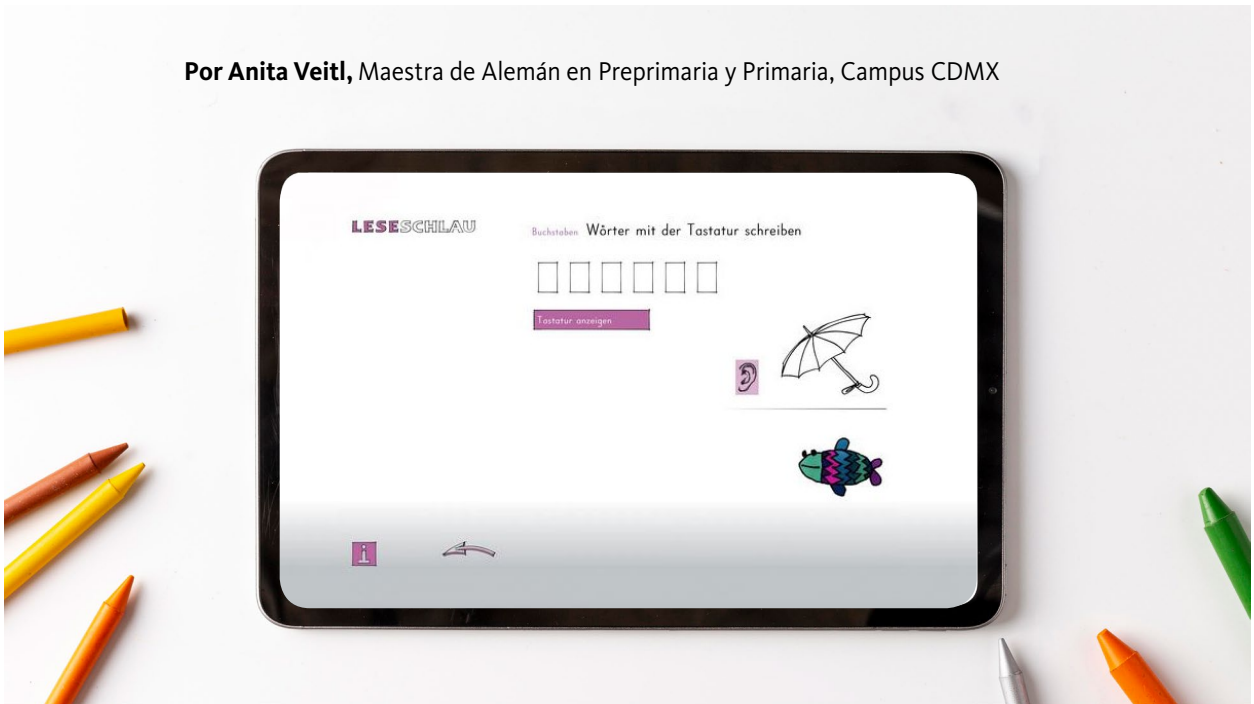 Por Anita Veitl, Maestra de Alemán en Preprimaria y Primaria, Campus CDMX
LESESCHLAU
Buchstaben Wörter mit der Tastatur schreiben
Tastatur anzeigen
i